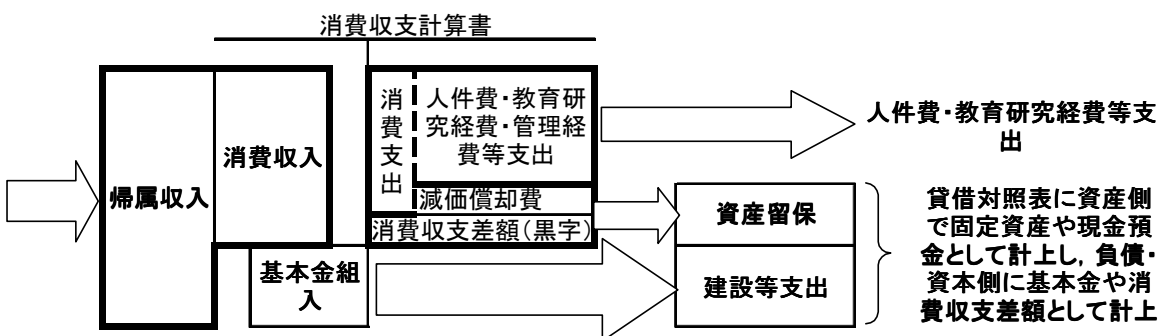 消費収支計算書
帰属収入
消費収入
消費支出
人件費・教育研
究経費・管理経
費等支出
減価償却費
消費収支差額(黒字)
基本金組
入
人件費・教育研究経費等支
出
資産留保
建設等支出
貸借対照表に資産側
で固定資産や現金預
金として計上し，負債・
資本側に基本金や消
費収支差額として計上